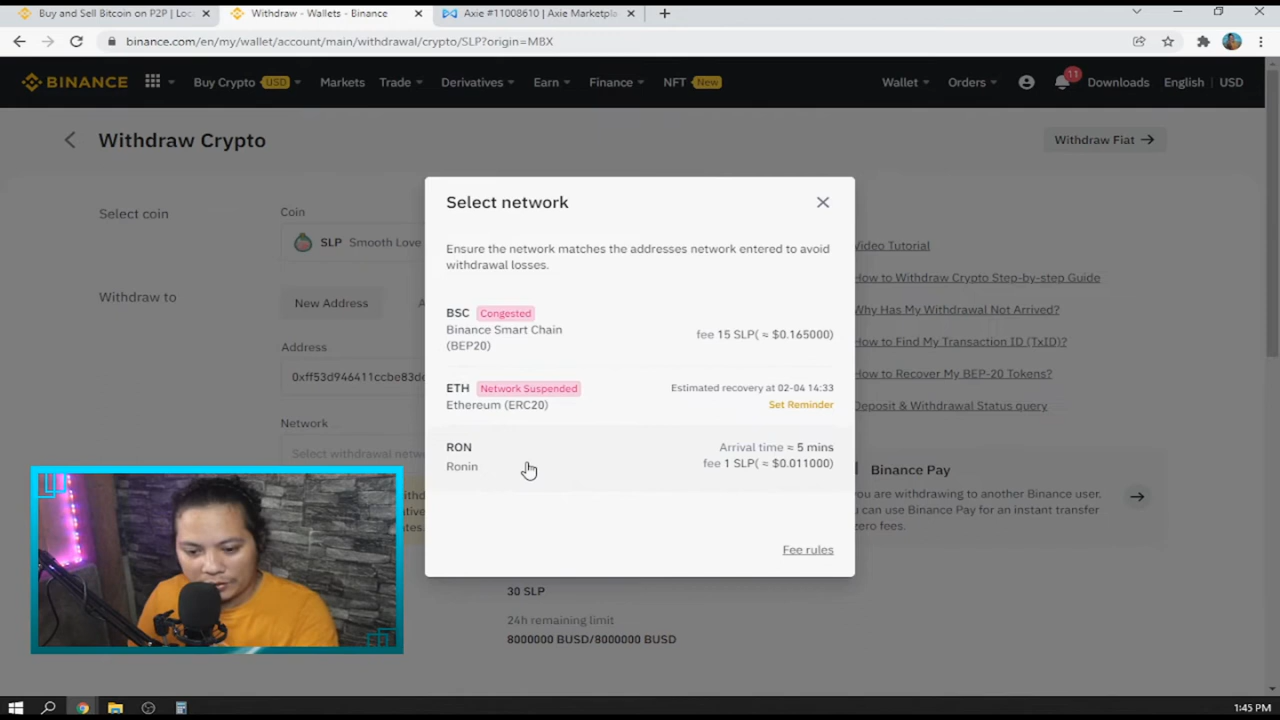 Buy and Sell Bitcoin on P2P | Loc
Withdraw - Wallets - Binance
Axie #11008610 | Axie Marketpla
binance.com/en/my/wallet/account/main/withdrawal/crypto/SLP?origin=MBX
BINANCE
Buy Crypto USD
Markets
Trade
Derivatives
Earn
Finance
NFT New
Wallet
Orders
11
Downloads
English
USD
Withdraw Crypto
Withdraw Fiat
Select coin
Coin
SLP Smooth Love
Withdraw to
New Address
Address
0xff53d946411ccbe83de
Network
Select withdrawal netwo
Select network
Ensure the network matches the addresses network entered to avoid
withdrawal losses.
BSC Congested
Binance Smart Chain
(BEP20)
fee 15 SLP( ≈ $0.165000)
ETH Network Suspended
Ethereum (ERC20)
Estimated recovery at 02-04 14:33
Set Reminder
RON
Ronin
Arrival time ≈ 5 mins
fee 1 SLP( ≈ $0.011000)
Fee rules
30 SLP
24h remaining limit
8000000 BUSD/8000000 BUSD
Video Tutorial
How to Withdraw Crypto Step-by-step Guide
Why Has My Withdrawal Not Arrived?
How to Find My Transaction ID (TxID)?
How to Recover My BEP-20 Tokens?
Deposit & Withdrawal Status query
Binance Pay
you are withdrawing to another Binance user,
ou can use Binance Pay for an instant transfer
zero fees.
1:45 PM